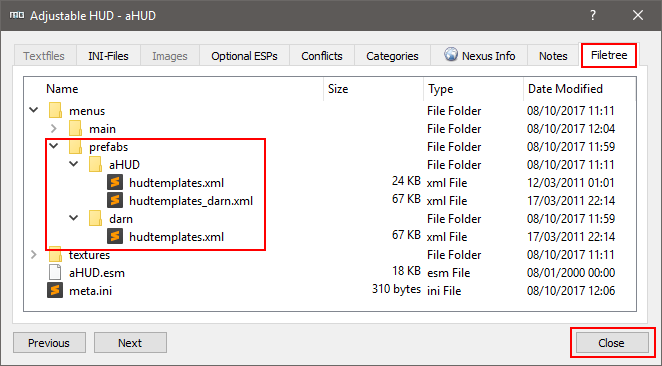 Adjustable HUD - aHUD
Textfiles INI-Files Images Optional ESPs Conflicts Categories Nexus Info Notes Filetree
Name Size Type Date Modified
menus File Folder 08/10/2017 11:11
main File Folder 08/10/2017 12:04
prefabs File Folder 08/10/2017 11:59
aHUD File Folder 08/10/2017 11:11
hudtemplates.xml 24 KB xml File 12/03/2011 01:01
hudtemplates_darn.xml 67 KB xml File 17/03/2011 22:14
darn File Folder 08/10/2017 11:59
hudtemplates.xml 67 KB xml File 17/03/2011 22:14
textures File Folder 08/10/2017 11:11
aHUD.esm 18 KB esm File 08/01/2000 00:00
meta.ini 310 bytes ini File 08/10/2017 12:06
Previous Next Close